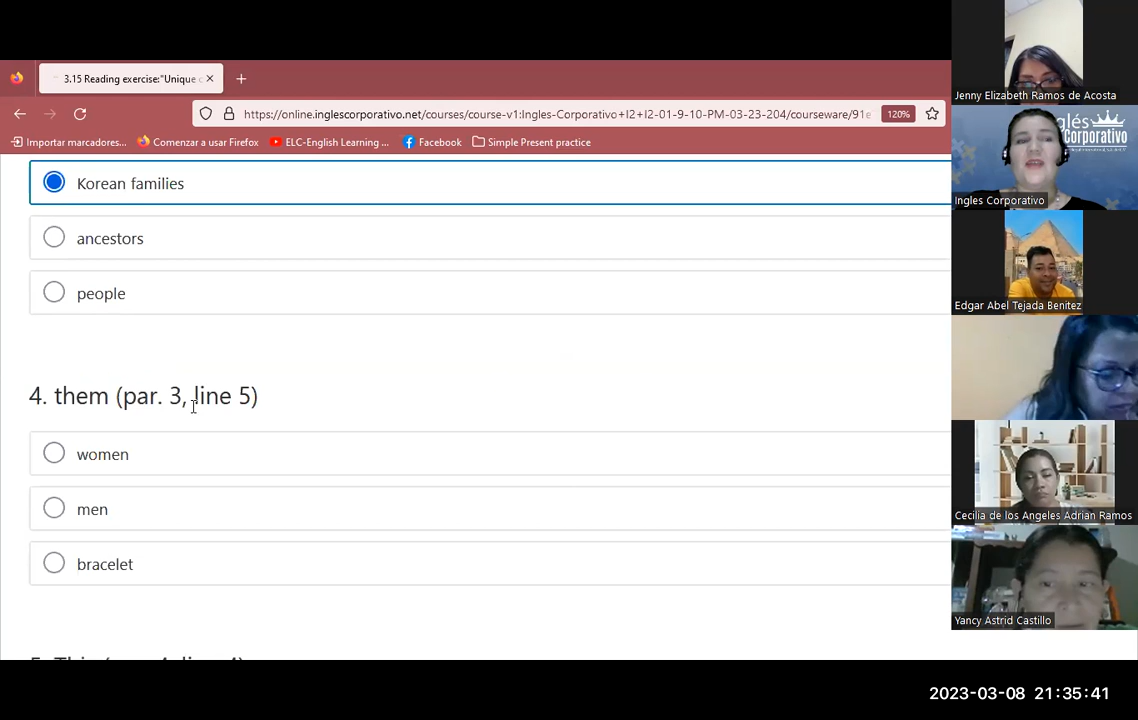 3.15 Reading exercise:"Unique c
https://online.inglescorporativo.net/courses/course-v1:Ingles-Corporativo+I2+I2-01-9-10-PM-03-23-204/courseware/91e
120%
Importar marcadores...
Comenzar a usar Firefox
ELC-English Learning ...
Facebook
Simple Present practice
Korean families
ancestors
people
4. them (par. 3, line 5)
women
men
bracelet
Jenny Elizabeth Ramos de Acosta
Inglés
Corporativo
Ingles Corporativo
Edgar Abel Tejada Benitez
Cecilia de los Angeles Adrian Ramos
Yancy Astrid Castillo
2023-03-08 21:35:41